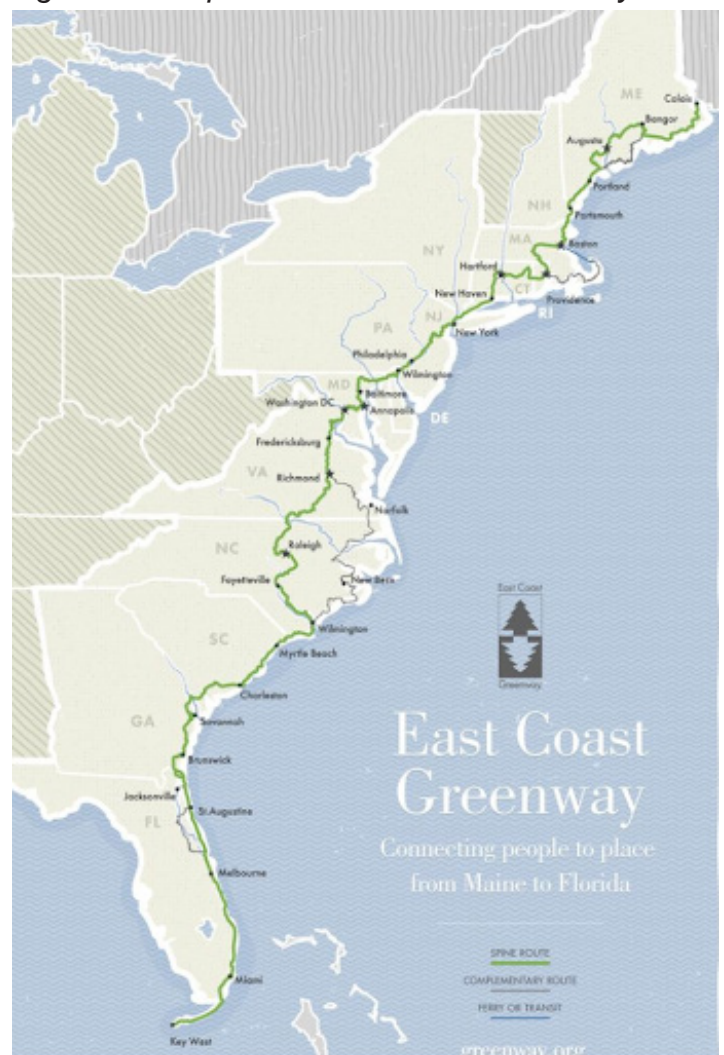 ME
Calais
Bangor
Augusta
Portland
NH
Portsmouth
MA
Boston
NY
Hartford
CT
Providence
RI
New Haven
NJ
New York
PA
Philadelphia
Wilmington
MD
Baltimore
Washington DC
Annapolis
DE
Fredericksburg
VA
Richmond
Norfolk
NC
Raleigh
Fayetteville
New Bern
Wilmington
SC
Myrtle Beach
Charleston
GA
Savannah
Brunswick
Jacksonville
FL
St. Augustine
Melbourne
Miami
Key West
East Coast
Greenway
East Coast
Greenway
Connecting people to place
from Maine to Florida
SPINE ROUTE
COMPLEMENTARY ROUTE
FERRY OR TRANSIT
greenway.org